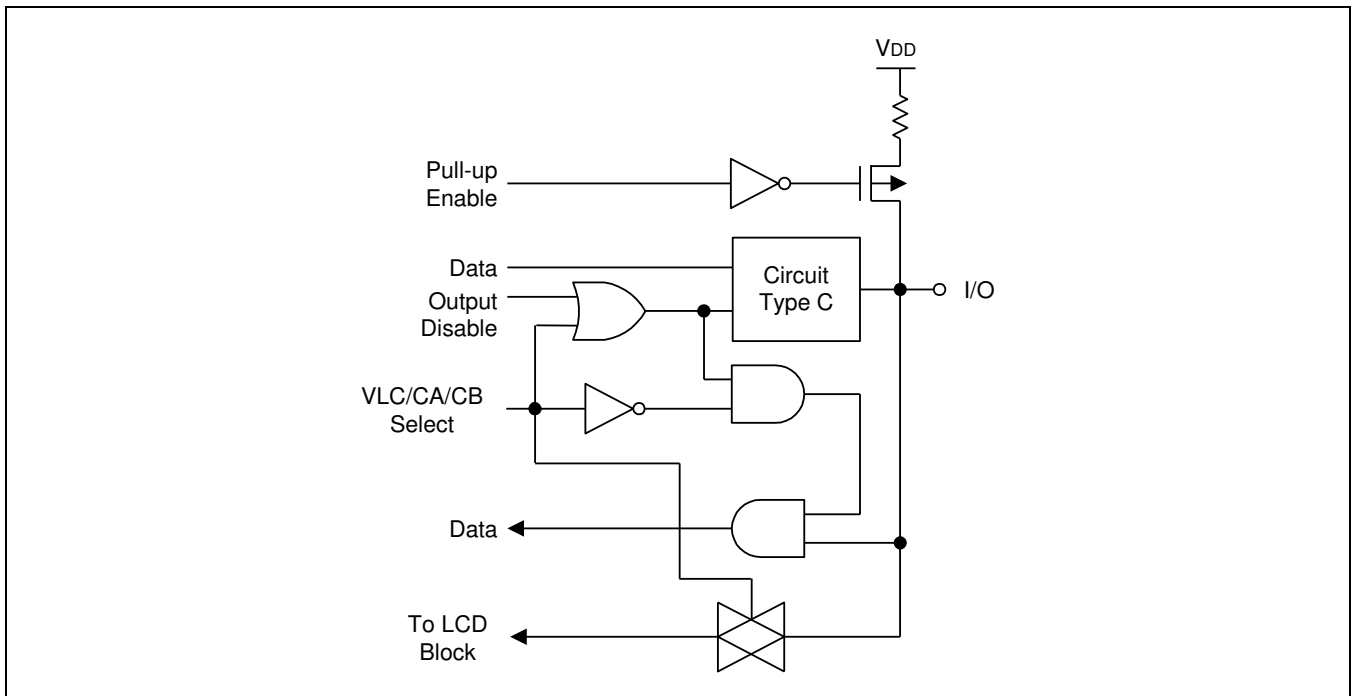 VDD
Pull-up
Enable
Data
Output
Disable
Circuit
Type C
I/O
VLC/CA/CB
Select
Data
To LCD
Block